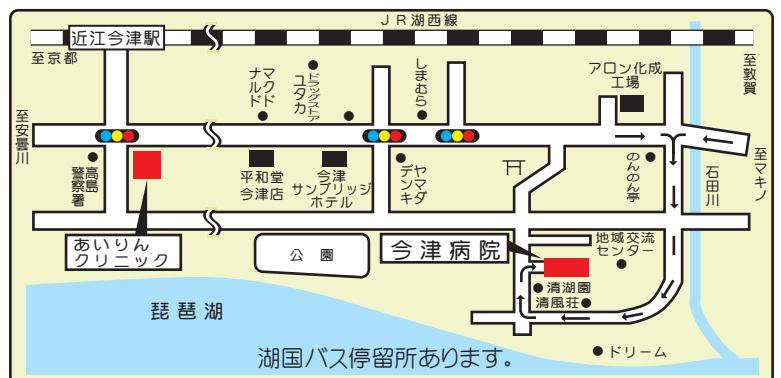 JR湖西線
近江今津駅
至京都
至敦賀
アロン化成
工場
しまむら
ドラッグストア
ユタカ
マクド
ナルド
至安曇川
至マキノ
高島
警察署
平和堂
今津店
今津
サンブリッジ
ホテル
ヤマダ
デンキ
のんのん亭
石田川
あいりん
クリニック
公園
今津病院
地域交流
センター
清湖園
清風荘
琵琶湖
湖国バス停留所あります。
ドリーム